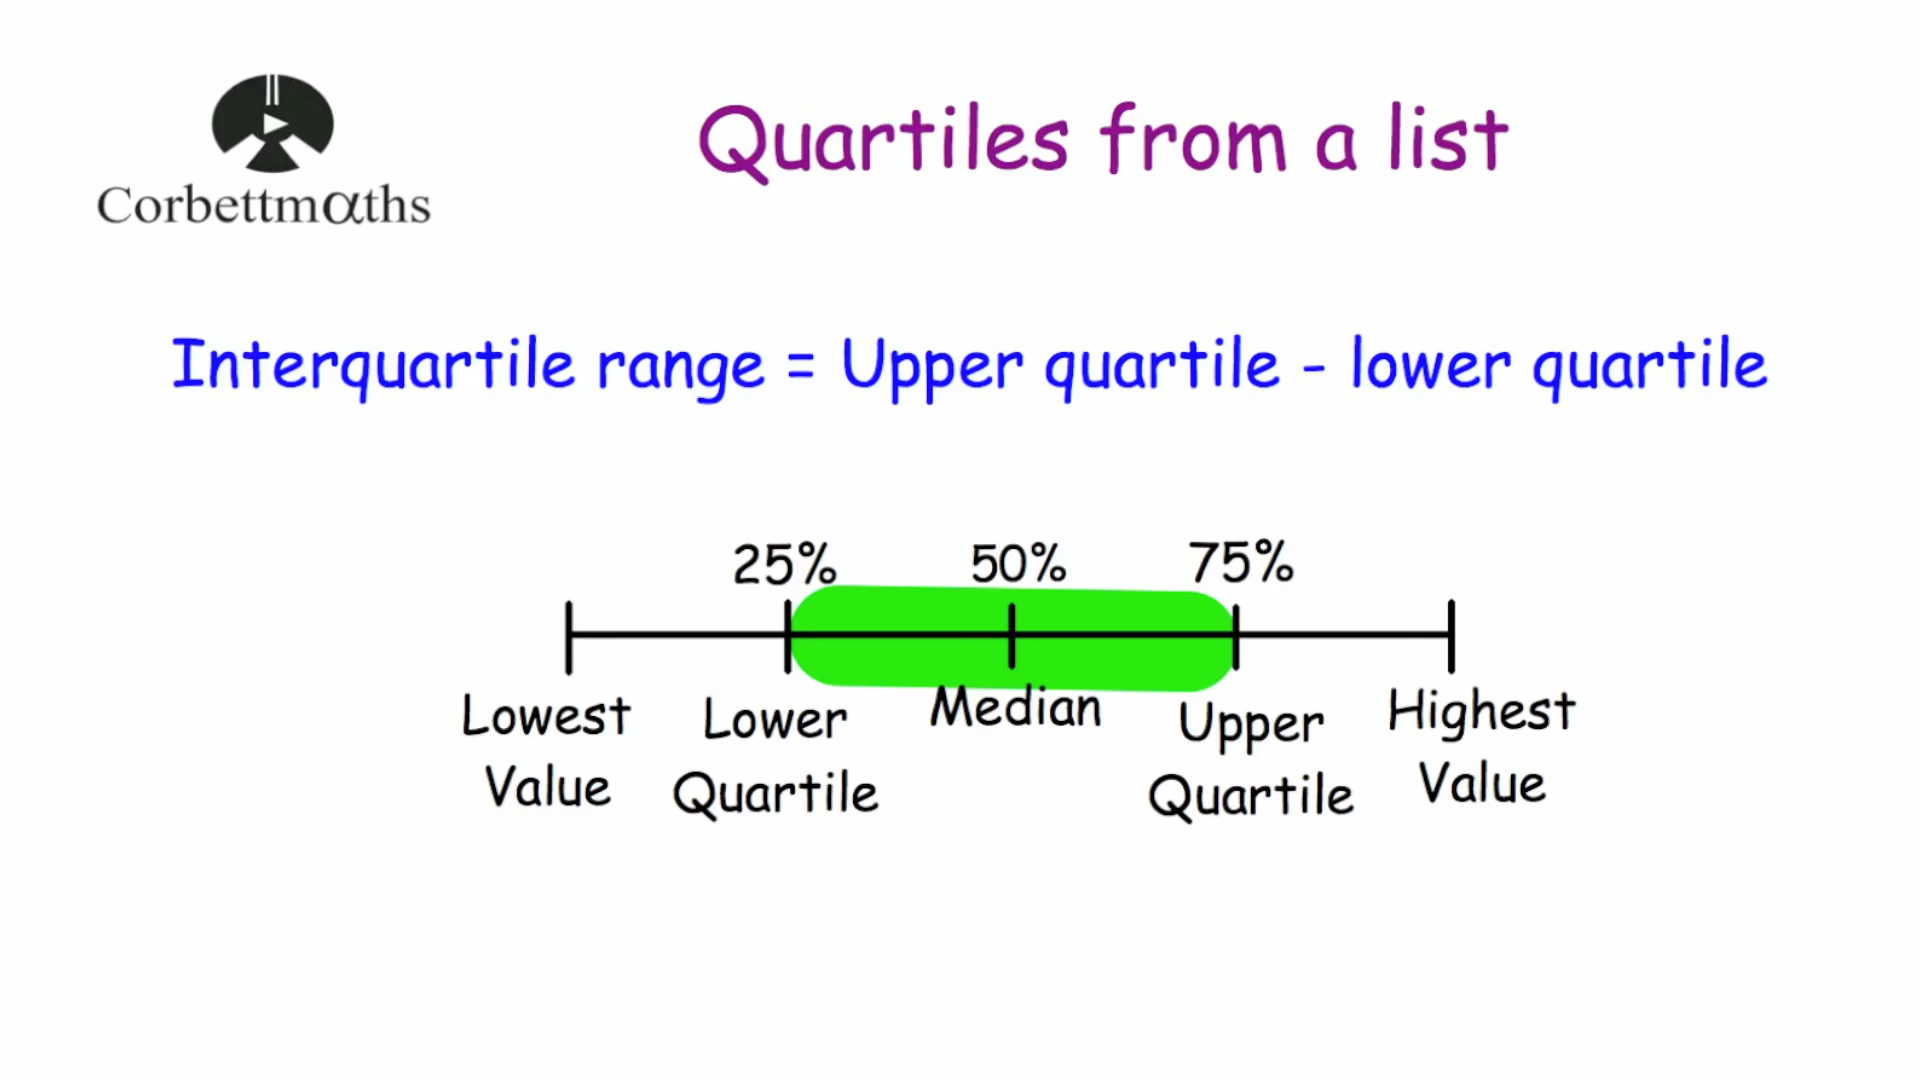 Corbettmαths
Quartiles from a list
Interquartile range = Upper quartile - lower quartile
25% 50% 75%
Lowest Value
Lower Quartile
Median
Upper Quartile
Highest Value